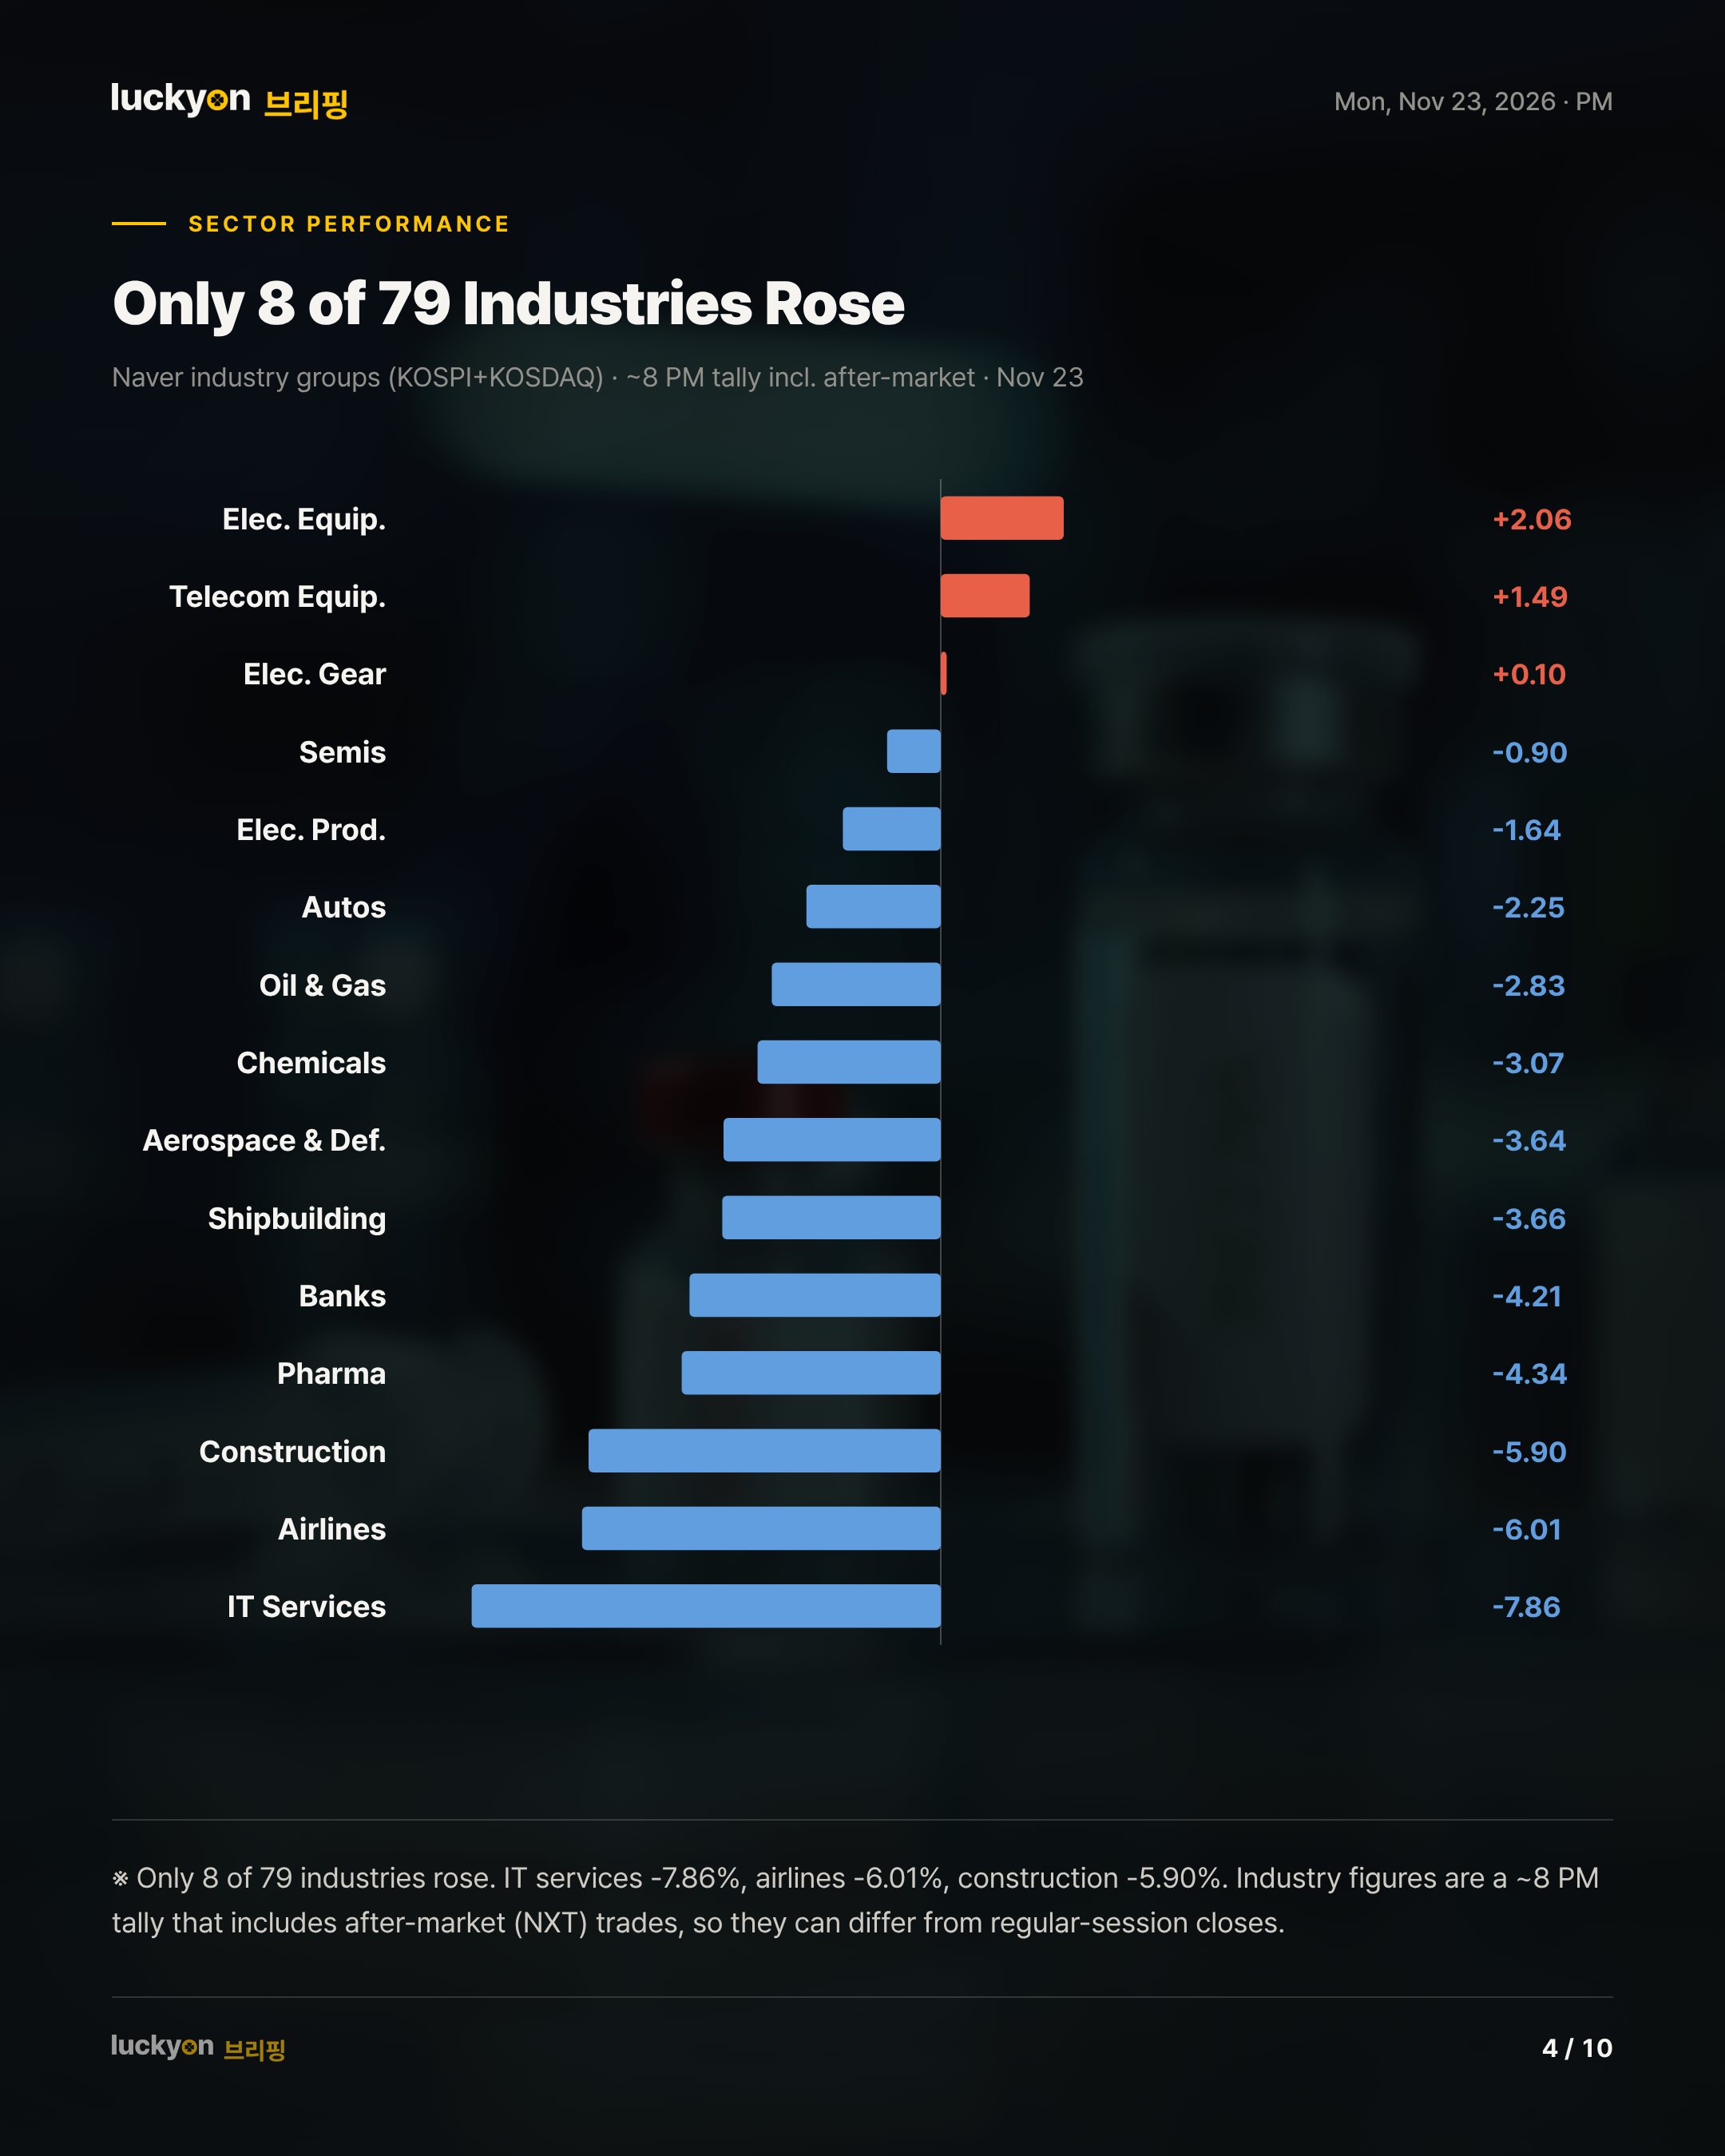 luckyon 브리핑
Mon, Nov 23, 2026 · PM
SECTOR PERFORMANCE
Only 8 of 79 Industries Rose
Naver industry groups (KOSPI+KOSDAQ) · ~8 PM tally incl. after-market · Nov 23
Elec. Equip. +2.06
Telecom Equip. +1.49
Elec. Gear +0.10
Semis -0.90
Elec. Prod. -1.64
Autos -2.25
Oil & Gas -2.83
Chemicals -3.07
Aerospace & Def. -3.64
Shipbuilding -3.66
Banks -4.21
Pharma -4.34
Construction -5.90
Airlines -6.01
IT Services -7.86
※ Only 8 of 79 industries rose. IT services -7.86%, airlines -6.01%, construction -5.90%. Industry figures are a ~8 PM
tally that includes after-market (NXT) trades, so they can differ from regular-session closes.
luckyon 브리핑
4 / 10